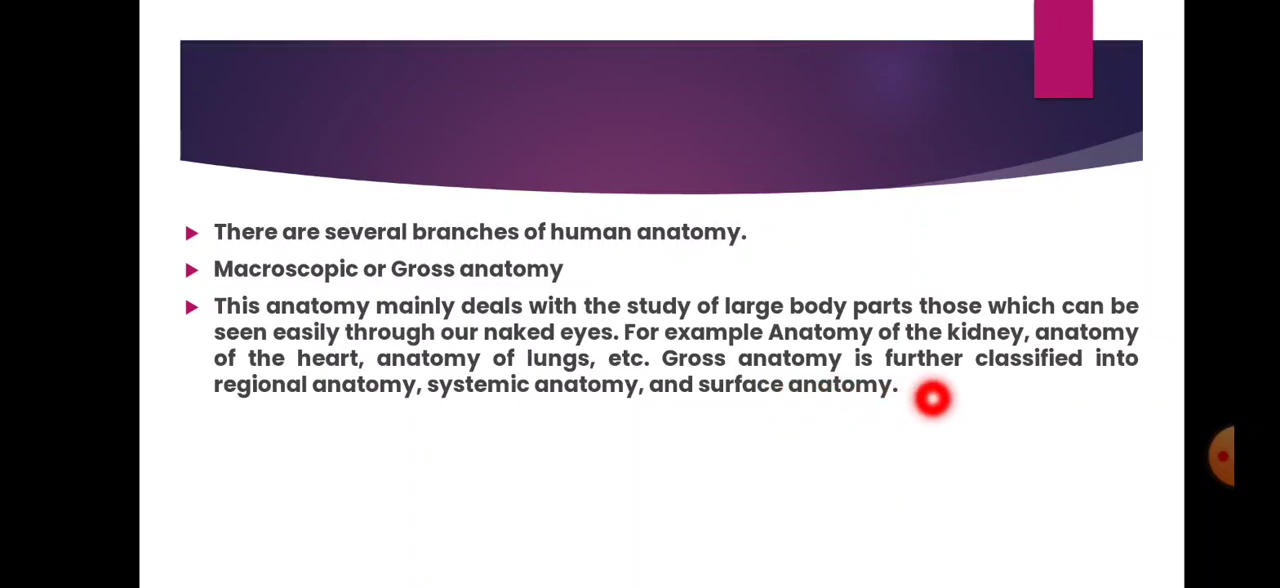 There are several branches of human anatomy.
Macroscopic or Gross anatomy
This anatomy mainly deals with the study of large body parts those which can be
seen easily through our naked eyes. For example Anatomy of the kidney, anatomy
of the heart, anatomy of lungs, etc. Gross anatomy is further classified into
regional anatomy, systemic anatomy, and surface anatomy.